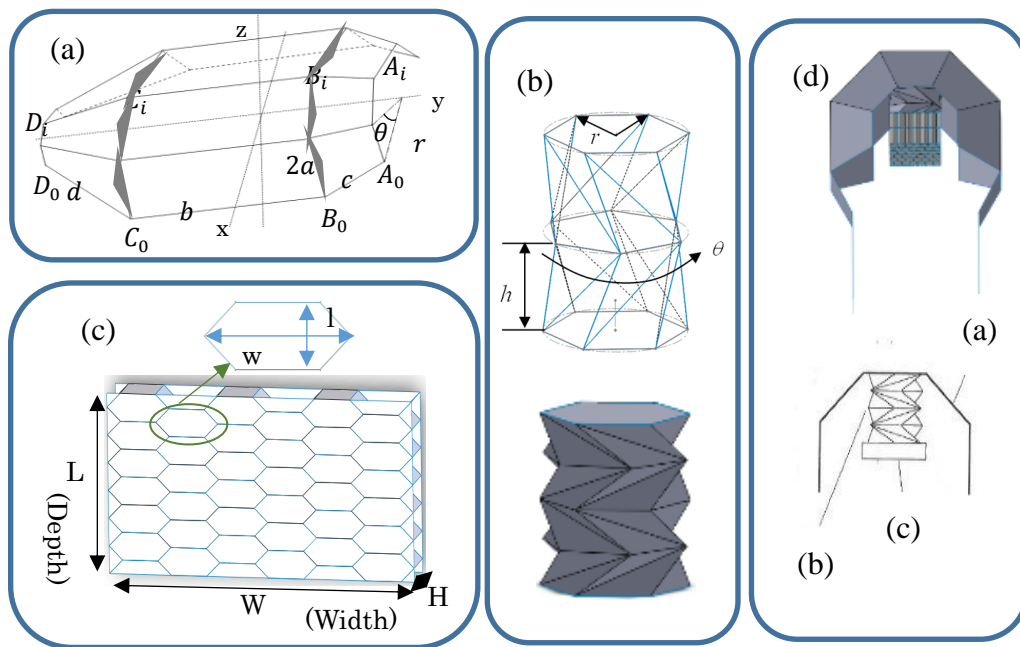 (a)
z
B_i
A_i
C_i
y
D_i
θ
r
2a
c
A_0
D_0
d
b
B_0
x
C_0
(b)
r
θ
h
(c)
l
w
L
(Depth)
W
H
(Width)
(d)
(a)
(c)
(b)